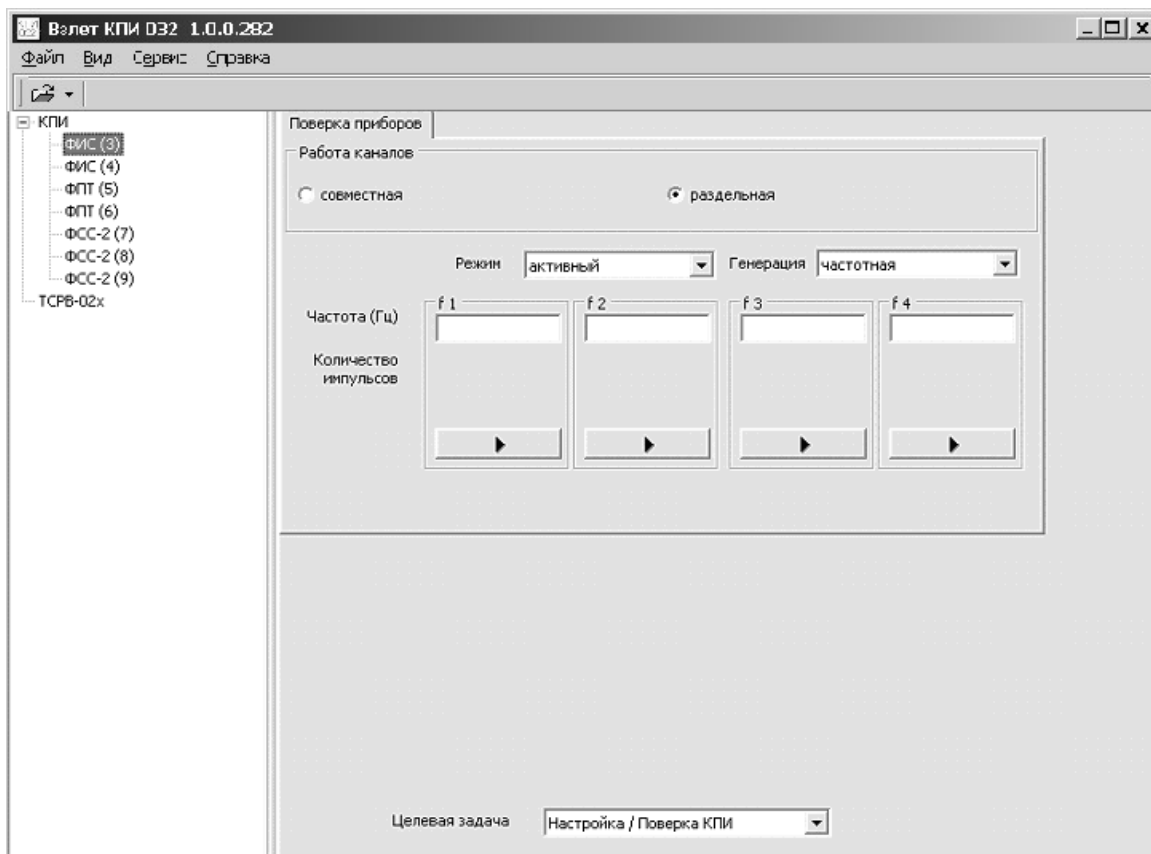 Взлет КПИ D32 1.0.0.282
Файл Вид Сервис Справка
КПИ
ФИС (3)
ФИС (4)
ФПТ (5)
ФПТ (6)
ФСС-2 (7)
ФСС-2 (8)
ФСС-2 (9)
ТСРВ-02х
Поверка приборов
Работа каналов
совместная
раздельная
Режим активный Генерация частотная
f 1 f 2 f 3 f 4
Частота (Гц)
Количество
импульсов
Целевая задача Настройка / Поверка КПИ